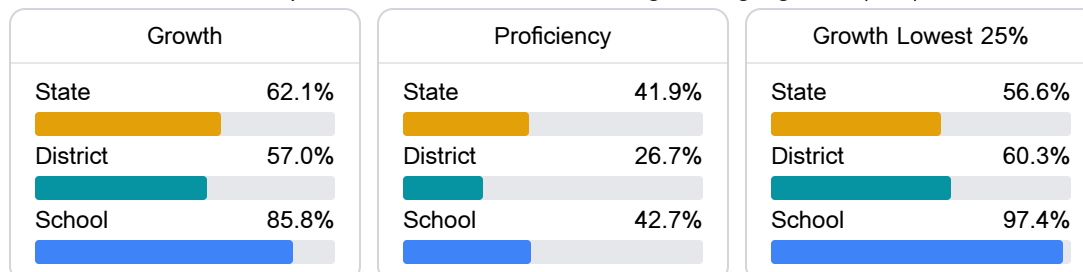 Growth
State 62.1%
District 57.0%
School 85.8%
Proficiency
State 41.9%
District 26.7%
School 42.7%
Growth Lowest 25%
State 56.6%
District 60.3%
School 97.4%